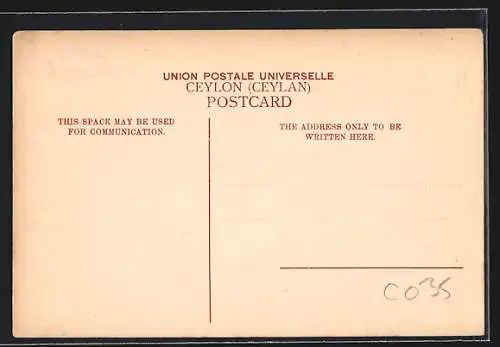 UNION POSTALE UNIVERSELLE
CEYLON (CEYLAN)
POSTCARD
THIS SPACE MAY BE USED
FOR COMMUNICATION.
THE ADDRESS ONLY TO BE
WRITTEN HERE.
C035